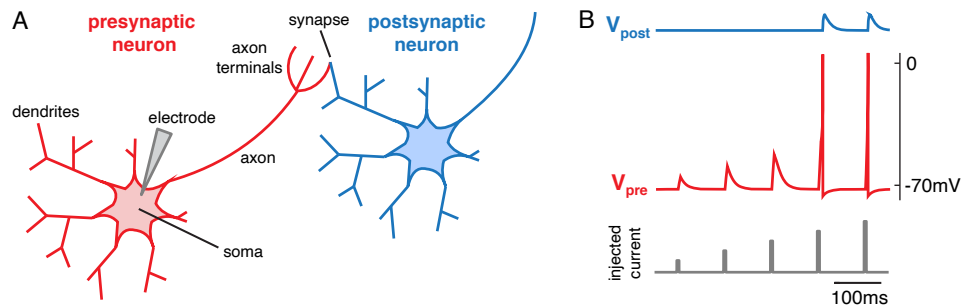 A
presynaptic
neuron
synapse
postsynaptic
neuron
axon
terminals
dendrites
electrode
axon
soma
B
Vpost
0
Vpre
-70mV
injected
current
100ms